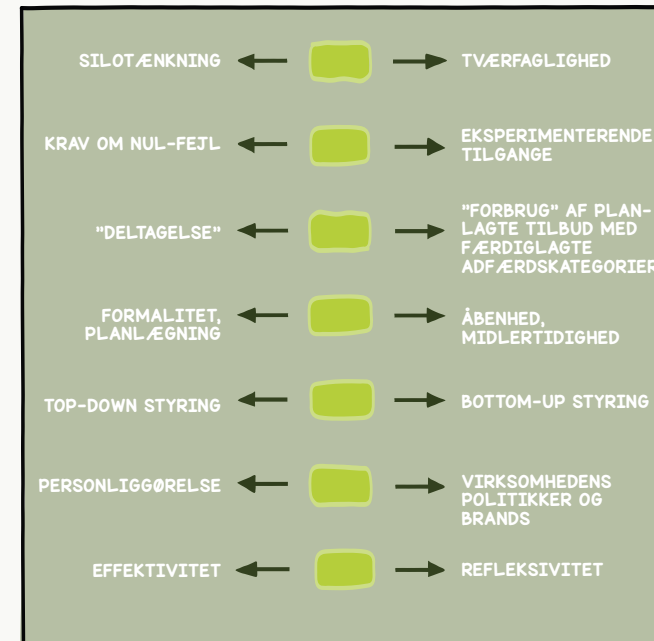 SILOTÆNKNING
TVÆRFAGLIGHED
KRAV OM NUL-FEJL
EKSPERIMENTERENDE
TILGANGE
"DELTAGELSE"
"FORBRUG" AF PLAN-
LAGTE TILBUD MED
FÆRDIGLAGTE
ADFÆRDSKATEGORIER
FORMALITET,
PLANLÆGNING
ÅBENHED,
MIDLERTIDIGHED
TOP-DOWN STYRING
BOTTOM-UP STYRING
PERSONLIGGØRELSE
VIRKSOMHEDENS
POLITIKKER OG
BRANDS
EFFEKTIVITET
REFLEKSIVITET